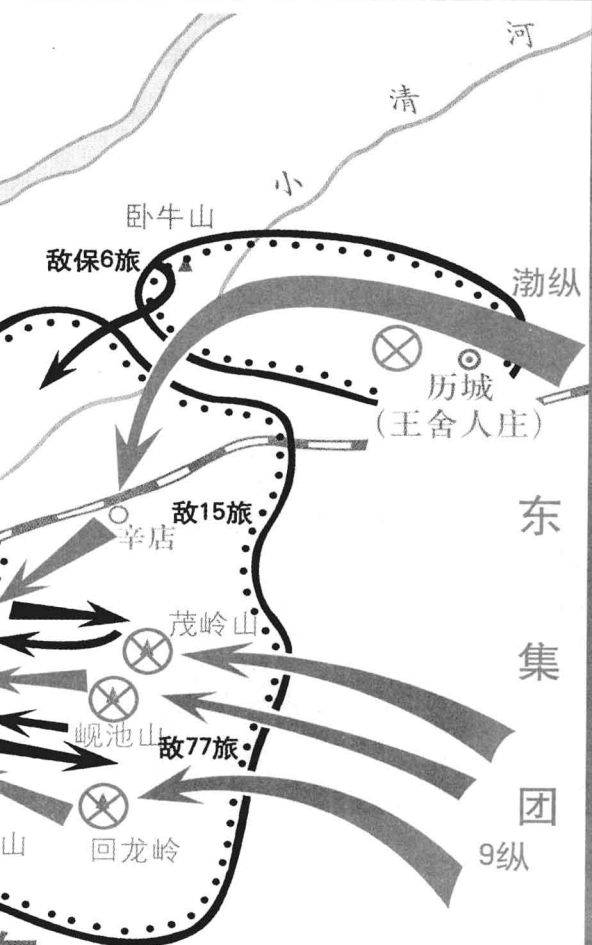 小清河
卧牛山
敌保6旅
渤纵
历城
(王舍人庄)
东集团
敌15旅
辛店
茂岭山
岘池山
敌77旅
山
回龙岭
9纵